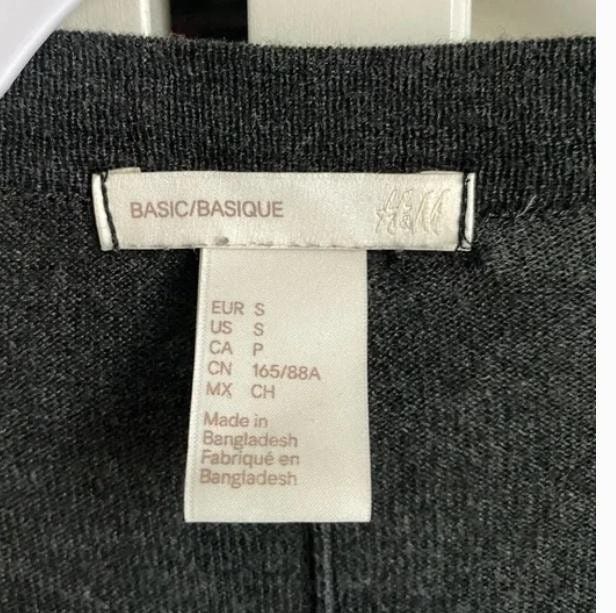 BASIC/BASIQUE H&M
EUR S
US S
CA P
CN 165/88A
MX CH
Made in
Bangladesh
Fabriqué en
Bangladesh